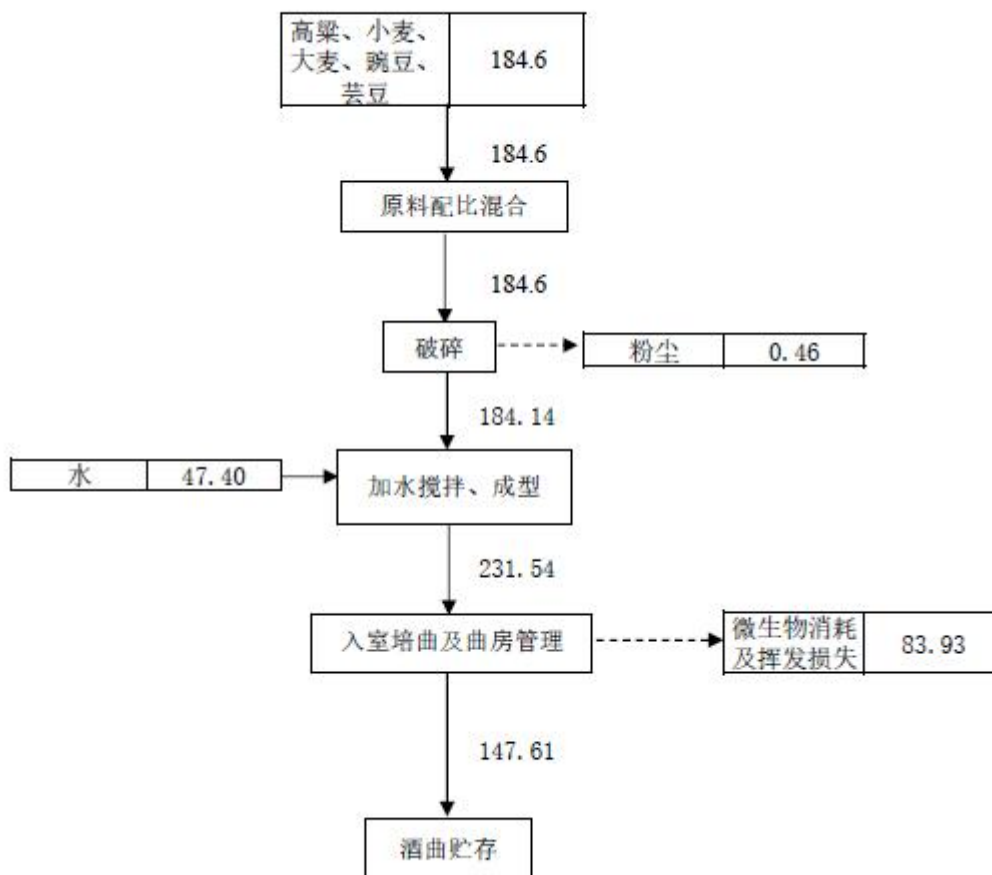 高粱、小麦、
大麦、豌豆、
芸豆
184.6
184.6
原料配比混合
184.6
破碎
粉尘
0.46
184.14
水
47.40
加水搅拌、成型
231.54
入室培曲及曲房管理
微生物消耗
及挥发损失
83.93
147.61
酒曲贮存